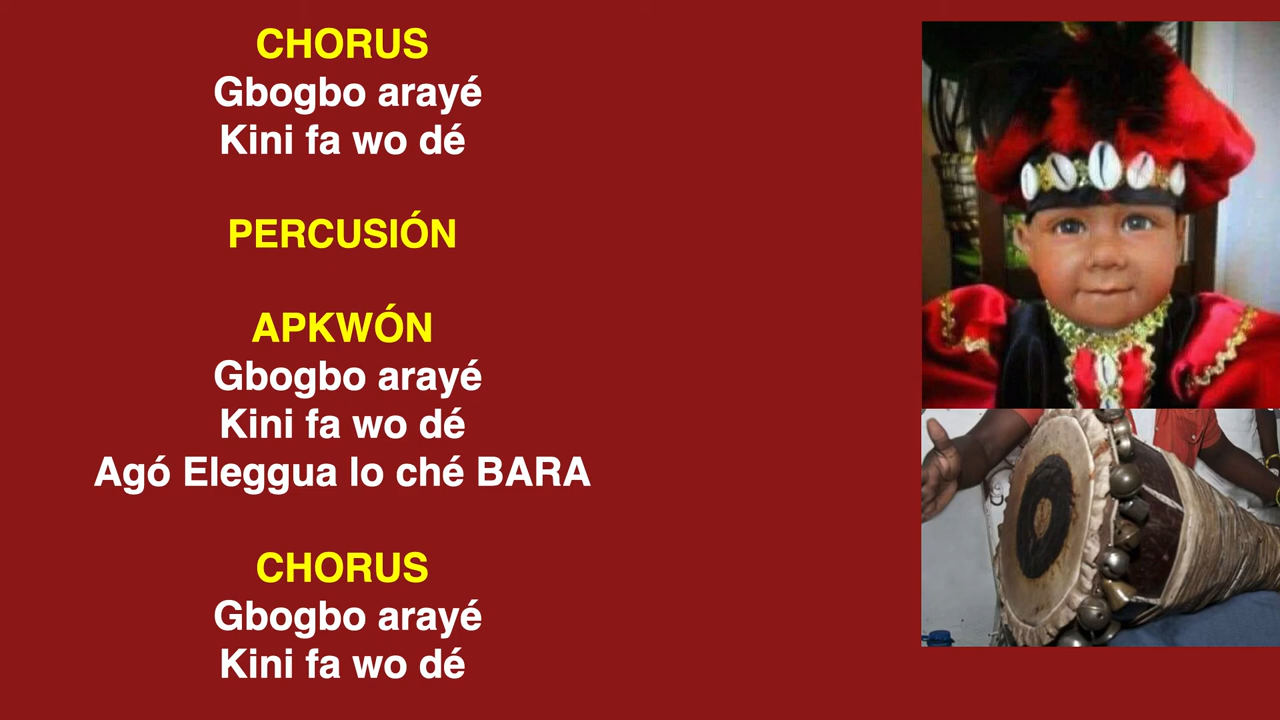 CHORUS
Gbogbo arayé
Kini fa wo dé
PERCUSIÓN
APKWÓN
Gbogbo arayé
Kini fa wo dé
Agó Eleggua lo ché BARA
CHORUS
Gbogbo arayé
Kini fa wo dé